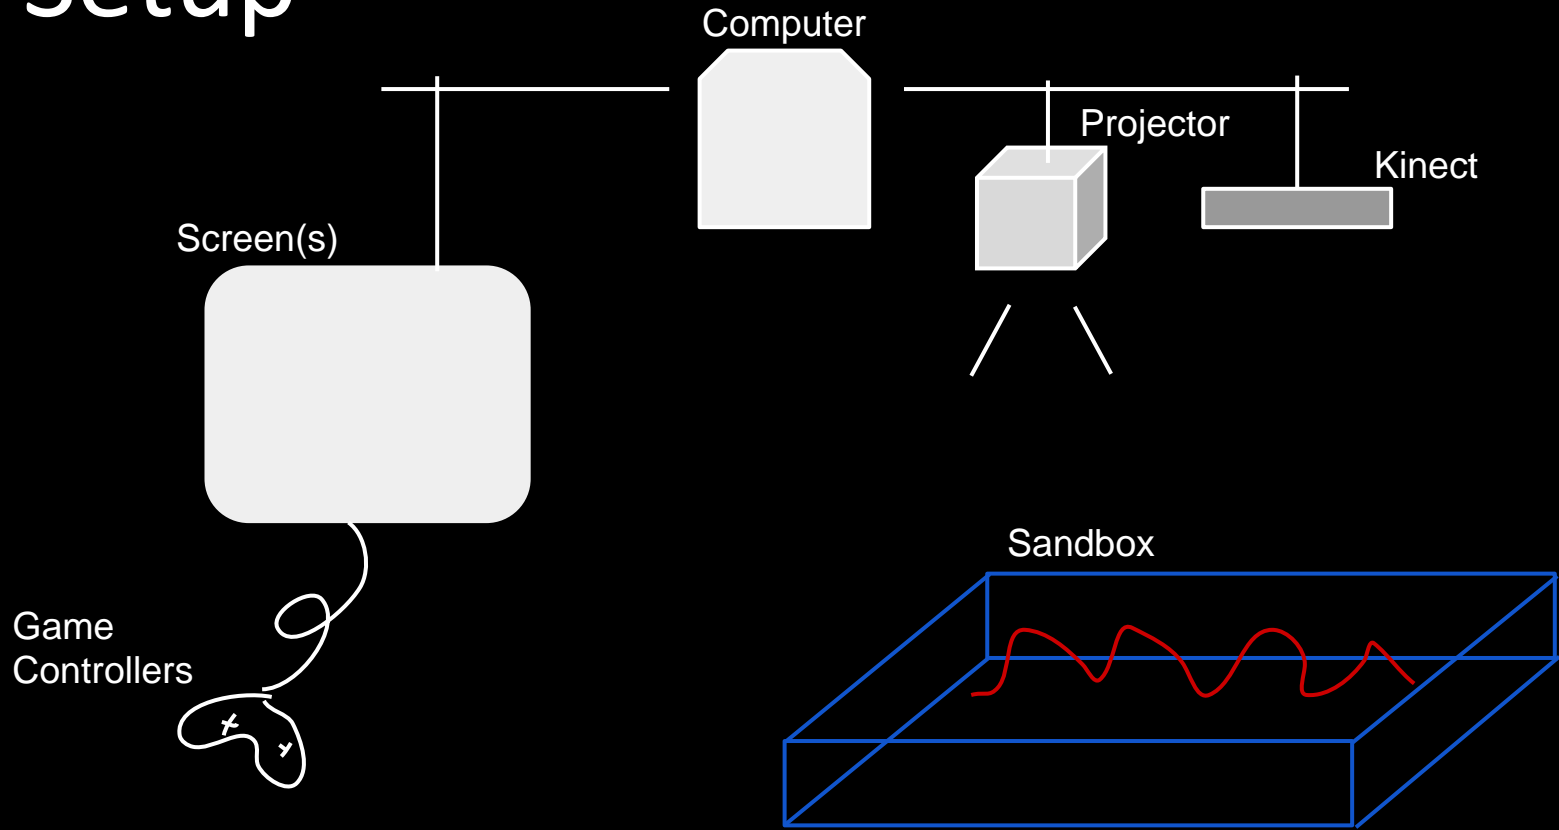 Setup
Computer
Projector
Kinect
Screen(s)
Sandbox
Game
Controllers